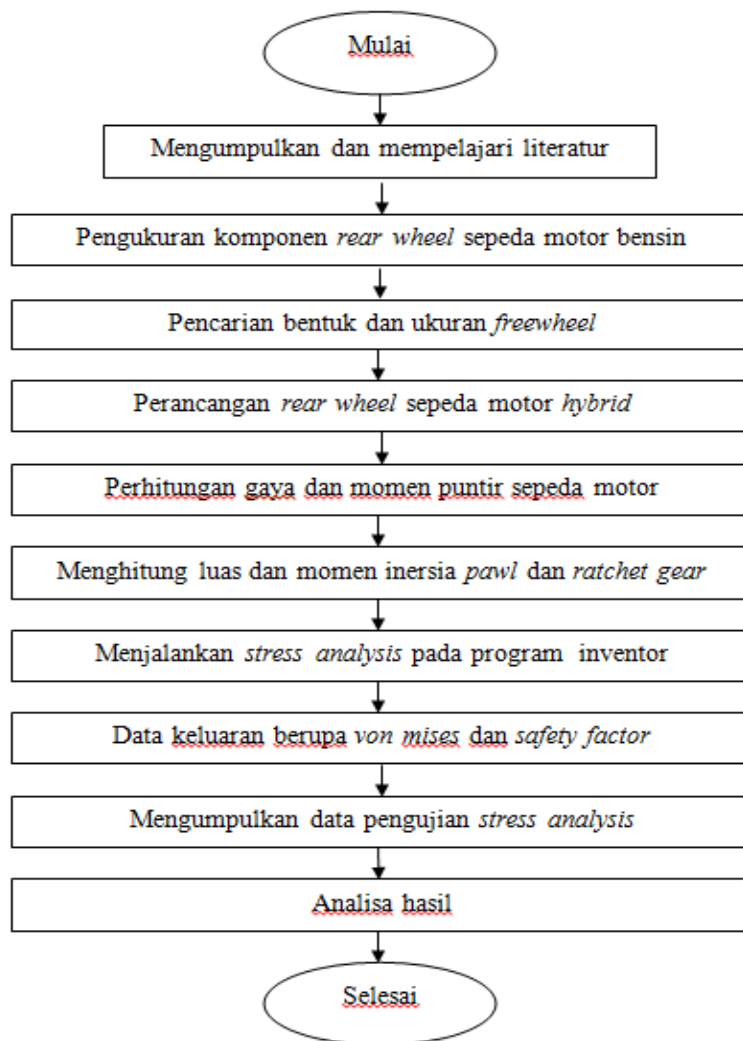 Mulai
Mengumpulkan dan mempelajari literatur
Pengukuran komponen rear wheel sepeda motor bensin
Pencarian bentuk dan ukuran freewheel
Perancangan rear wheel sepeda motor hybrid
Perhitungan gaya dan momen puntir sepeda motor
Menghitung luas dan momen inersia pawl dan ratchet gear
Menjalankan stress analysis pada program inventor
Data keluaran berupa von mises dan safety factor
Mengumpulkan data pengujian stress analysis
Analisa hasil
Selesai